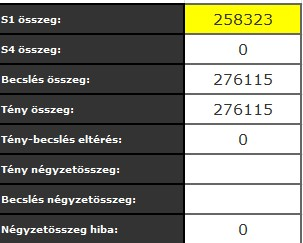 S1 összeg: 258323
S4 összeg: 0
Becslés összeg: 276115
Tény összeg: 276115
Tény-becslés eltérés: 0
Tény négyzetösszeg:
Becslés négyzetösszeg:
Négyzetösszeg hiba: 0